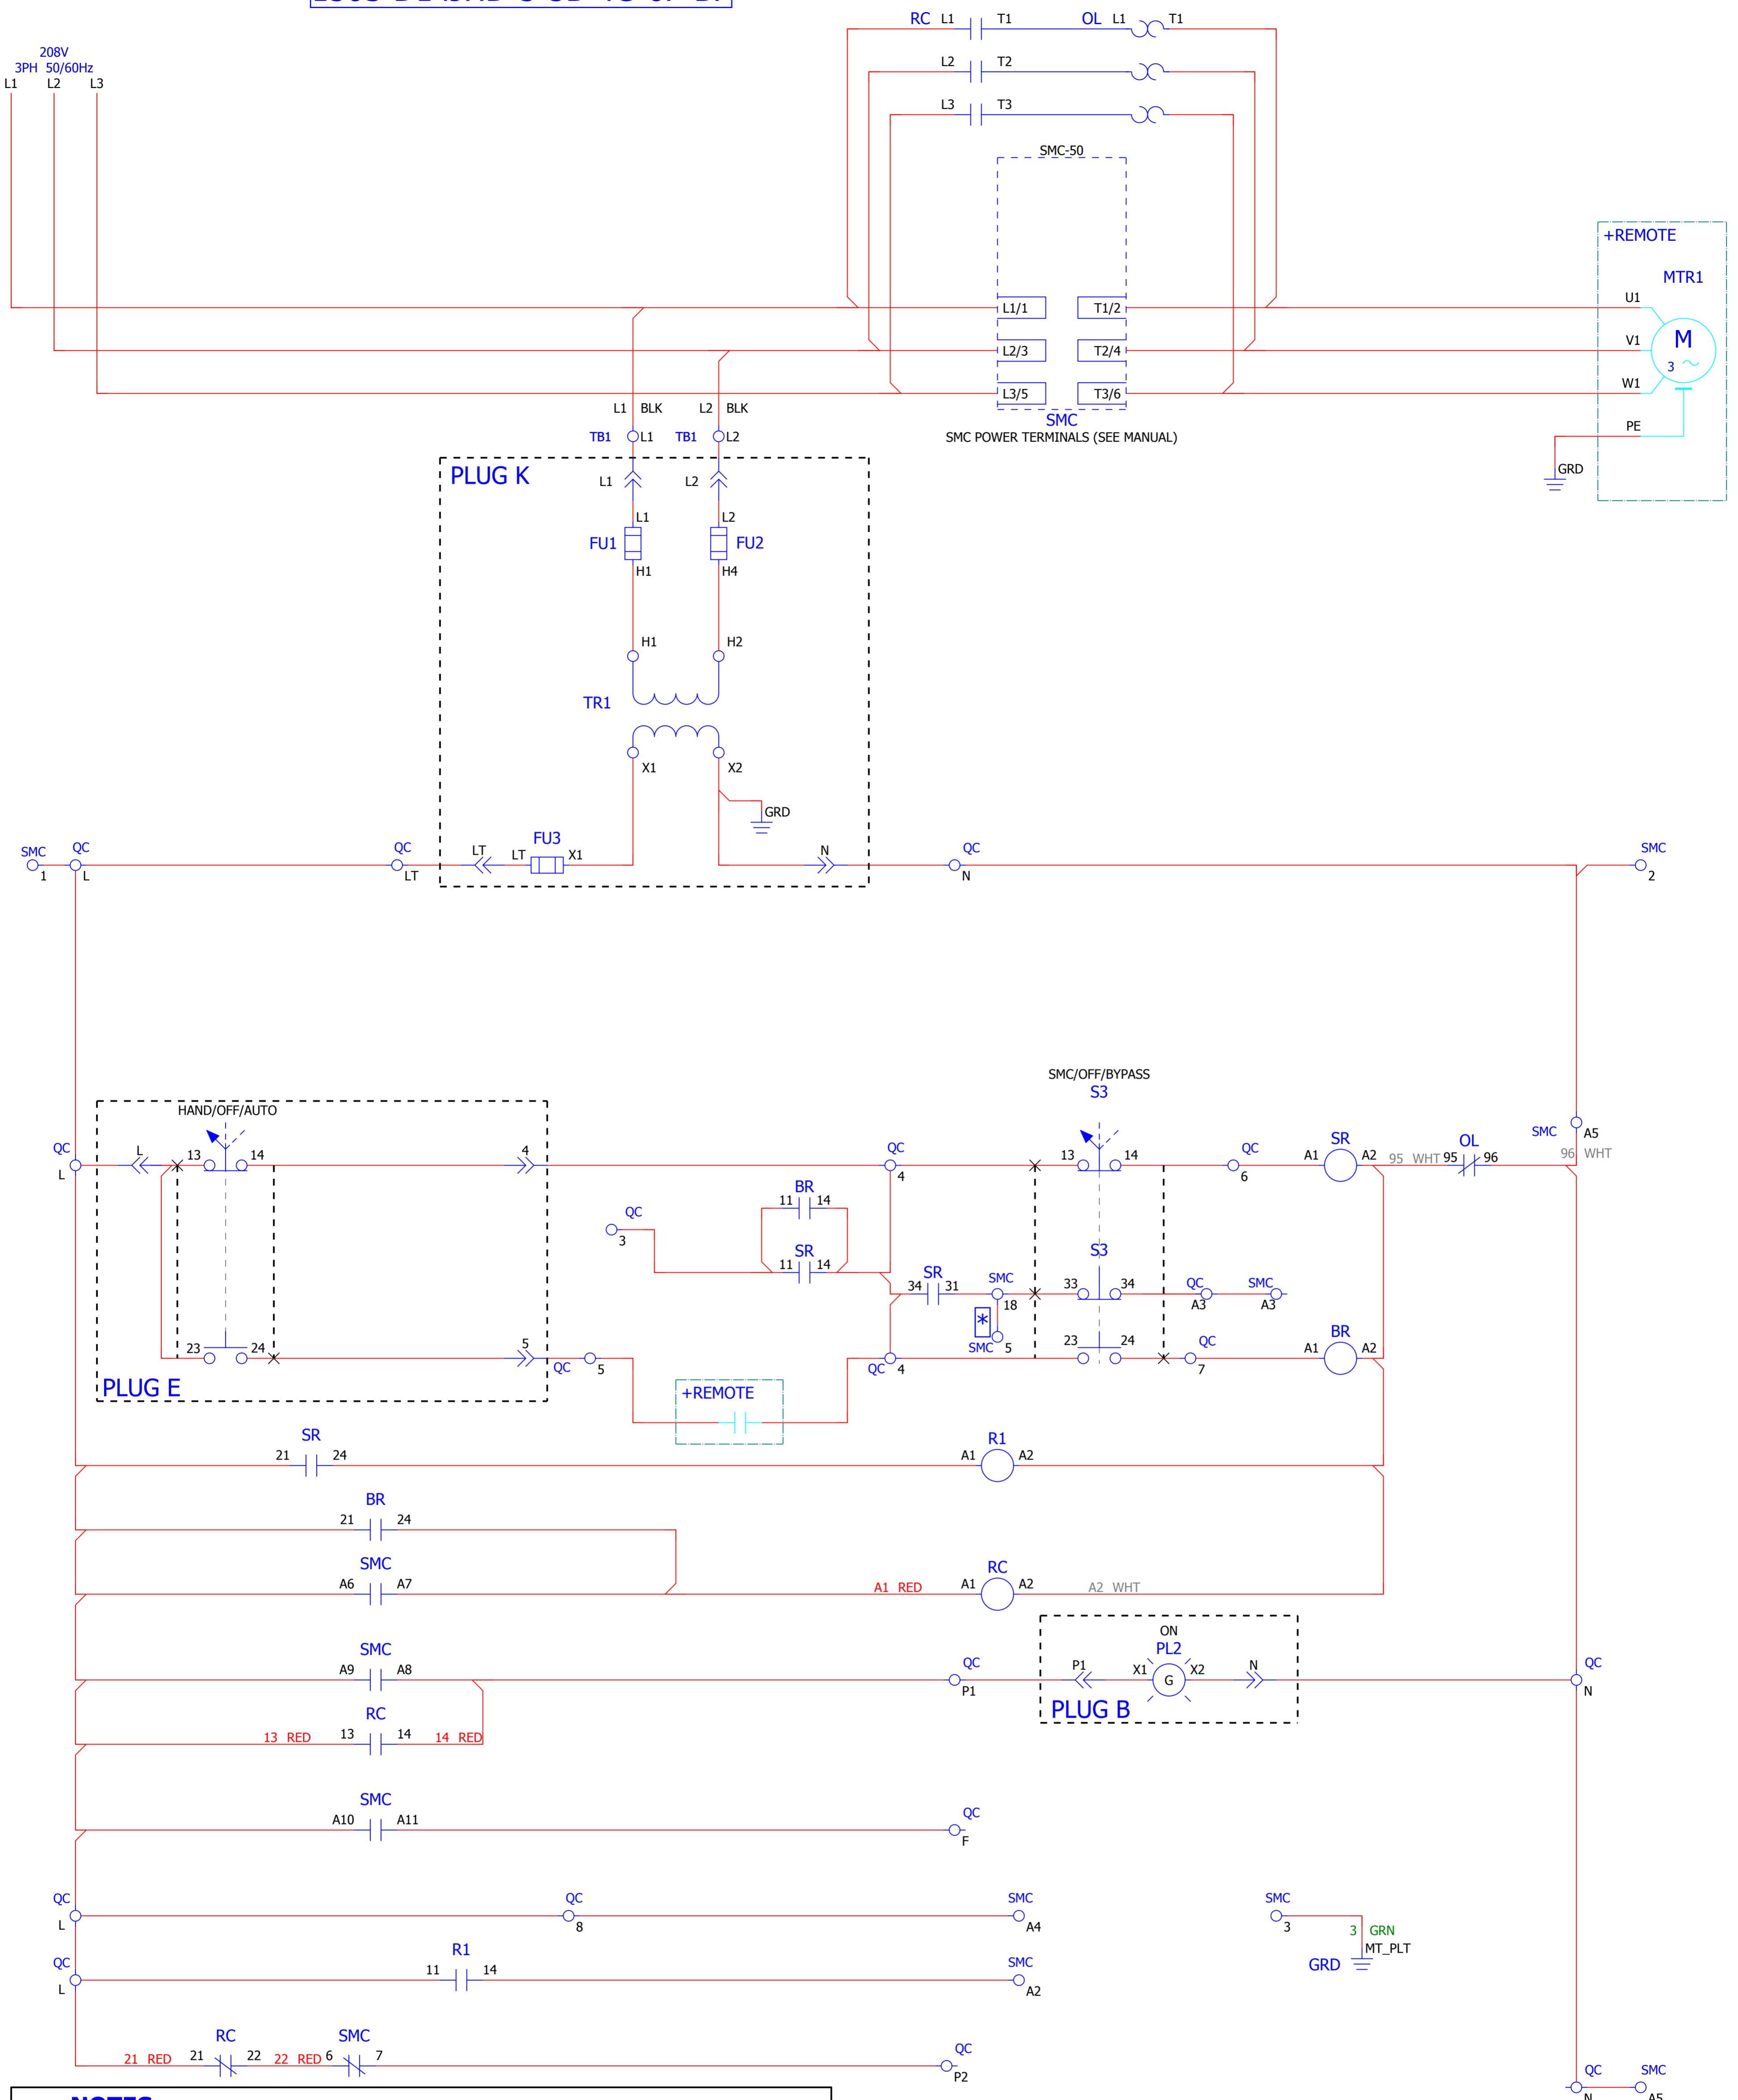 RC L1 T1 OL L1 T1
208V
3PH 50/60Hz
L1 L2 L3
L2 T2
L3 T3
SMC-50
+REMOTE
MTR1
L1/1 T1/2 U1
M
3
L2/3 T2/4 V1
L3/5 T3/6 W1
L1 BLK L2 BLK
SMC
PE
TB1 L1 TB1 L2
SMC POWER TERMINALS (SEE MANUAL)
GRD
PLUG K
L1 L2
L1 L2
FU1 FU2
H1 H4
H1 H2
TR1
X1 X2
GRD
FU3
SMC QC QC LT LT X1 N QC SMC
1 L LT N 2
SMC/OFF/BYPASS
S3
HAND/OFF/AUTO
SMC A5
QC L 13 14 4 QC 13 14 QC SR OL
A1 A2 95 WHT 95 96 96 WHT
L 4 6
BR
11 14
QC
3
SR S3
11 14
SR SMC
34 31 33 34 QC SMC
18 A3 A3
*
23 24 5 SMC 5 23 24 QC BR
QC 5 QC 4 7 A1 A2
PLUG E
+REMOTE
SR R1
21 24 A1 A2
BR
21 24
SMC RC
A6 A7 A1 RED A1 A2 A2 WHT
ON
SMC PL2
A9 A8 QC P1 X1 G X2 N QC
P1 N
PLUG B
RC
13 RED 13 14 14 RED
SMC
A10 A11 QC
F
QC QC SMC SMC
L 8 A4 3
3 GRN
MT_PLT
GRD
QC R1 SMC
11 14
L A2
RC SMC
21 RED 21 22 22 RED 6 7 QC
P2
QC SMC
N A5
NOTES